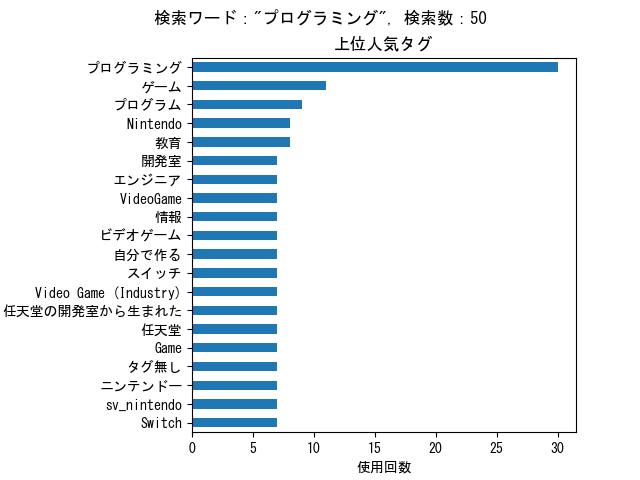 検索ワード："プログラミング", 検索数：50
上位人気タグ
プログラミング
ゲーム
プログラム
Nintendo
教育
開発室
エンジニア
VideoGame
情報
ビデオゲーム
自分で作る
スイッチ
Video Game (Industry)
任天堂の開発室から生まれた
任天堂
Game
タグ無し
ニンテンドー
sv_nintendo
Switch
0 5 10 15 20 25 30
使用回数